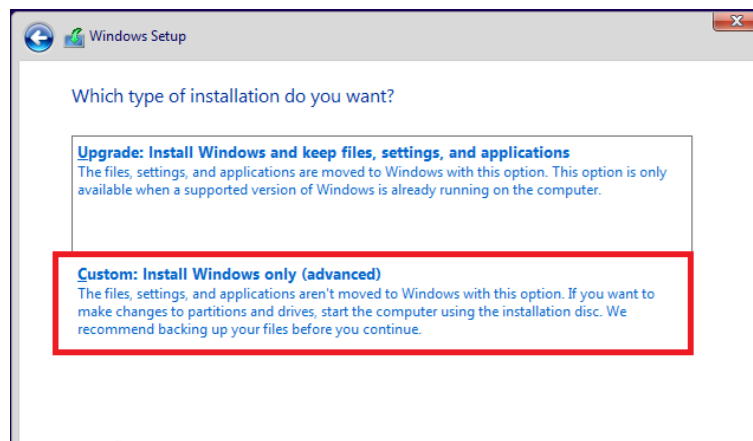 Windows Setup
Which type of installation do you want?
Upgrade: Install Windows and keep files, settings, and applications
The files, settings, and applications are moved to Windows with this option. This option is only
available when a supported version of Windows is already running on the computer.
Custom: Install Windows only (advanced)
The files, settings, and applications aren't moved to Windows with this option. If you want to
make changes to partitions and drives, start the computer using the installation disc. We
recommend backing up your files before you continue.